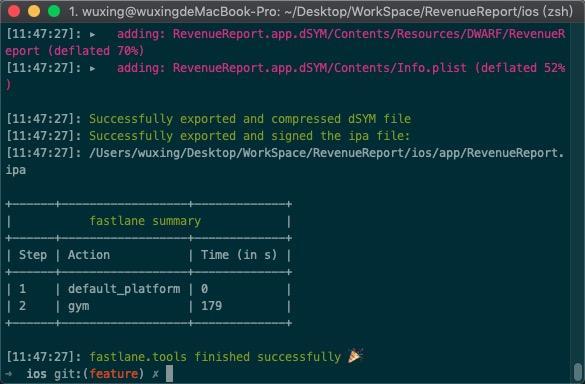 1. wuxing@wuxingdeMacBook-Pro: ~/Desktop/WorkSpace/RevenueReport/ios (zsh)
[11:47:27]: ▸   adding: RevenueReport.app.dSYM/Contents/Resources/DWARF/RevenueR
eport (deflated 70%)
[11:47:27]: ▸   adding: RevenueReport.app.dSYM/Contents/Info.plist (deflated 52%
)
[11:47:27]: Successfully exported and compressed dSYM file
[11:47:27]: Successfully exported and signed the ipa file:
[11:47:27]: /Users/wuxing/Desktop/WorkSpace/RevenueReport/ios/app/RevenueReport.
ipa
fastlane summary
| Step | Action | Time (in s) |
| 1 | default_platform | 0 |
| 2 | gym | 179 |
[11:47:27]: fastlane.tools finished successfully 🎉
→ ios git:(feature) ✗